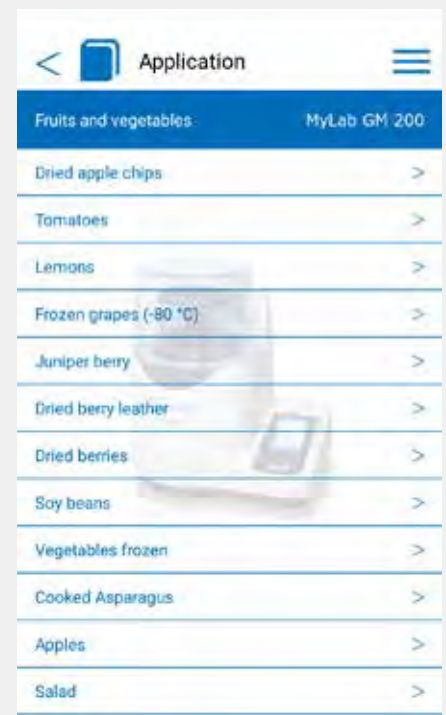 < Application
Fruits and vegetables MyLab GM 200
Dried apple chips >
Tomatoes >
Lemons >
Frozen grapes (-80 °C) >
Juniper berry >
Dried berry leather >
Dried berries >
Soy beans >
Vegetables frozen >
Cooked Asparagus >
Apples >
Salad >